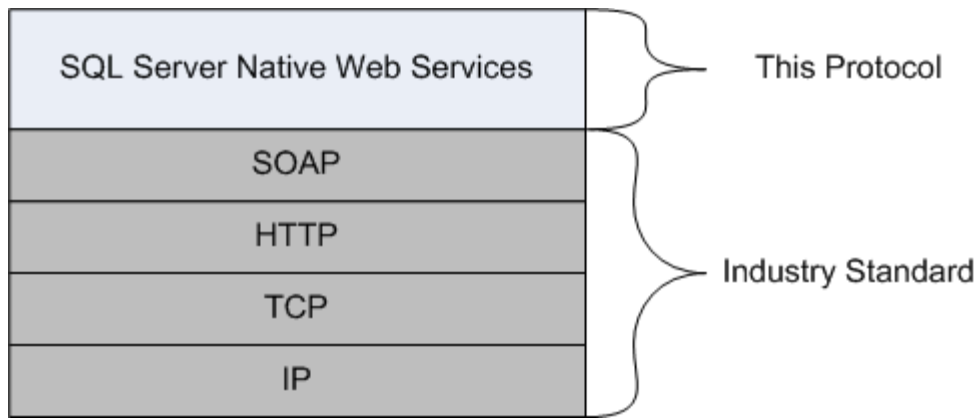 SQL Server Native Web Services
This Protocol
SOAP
HTTP
TCP
IP
Industry Standard